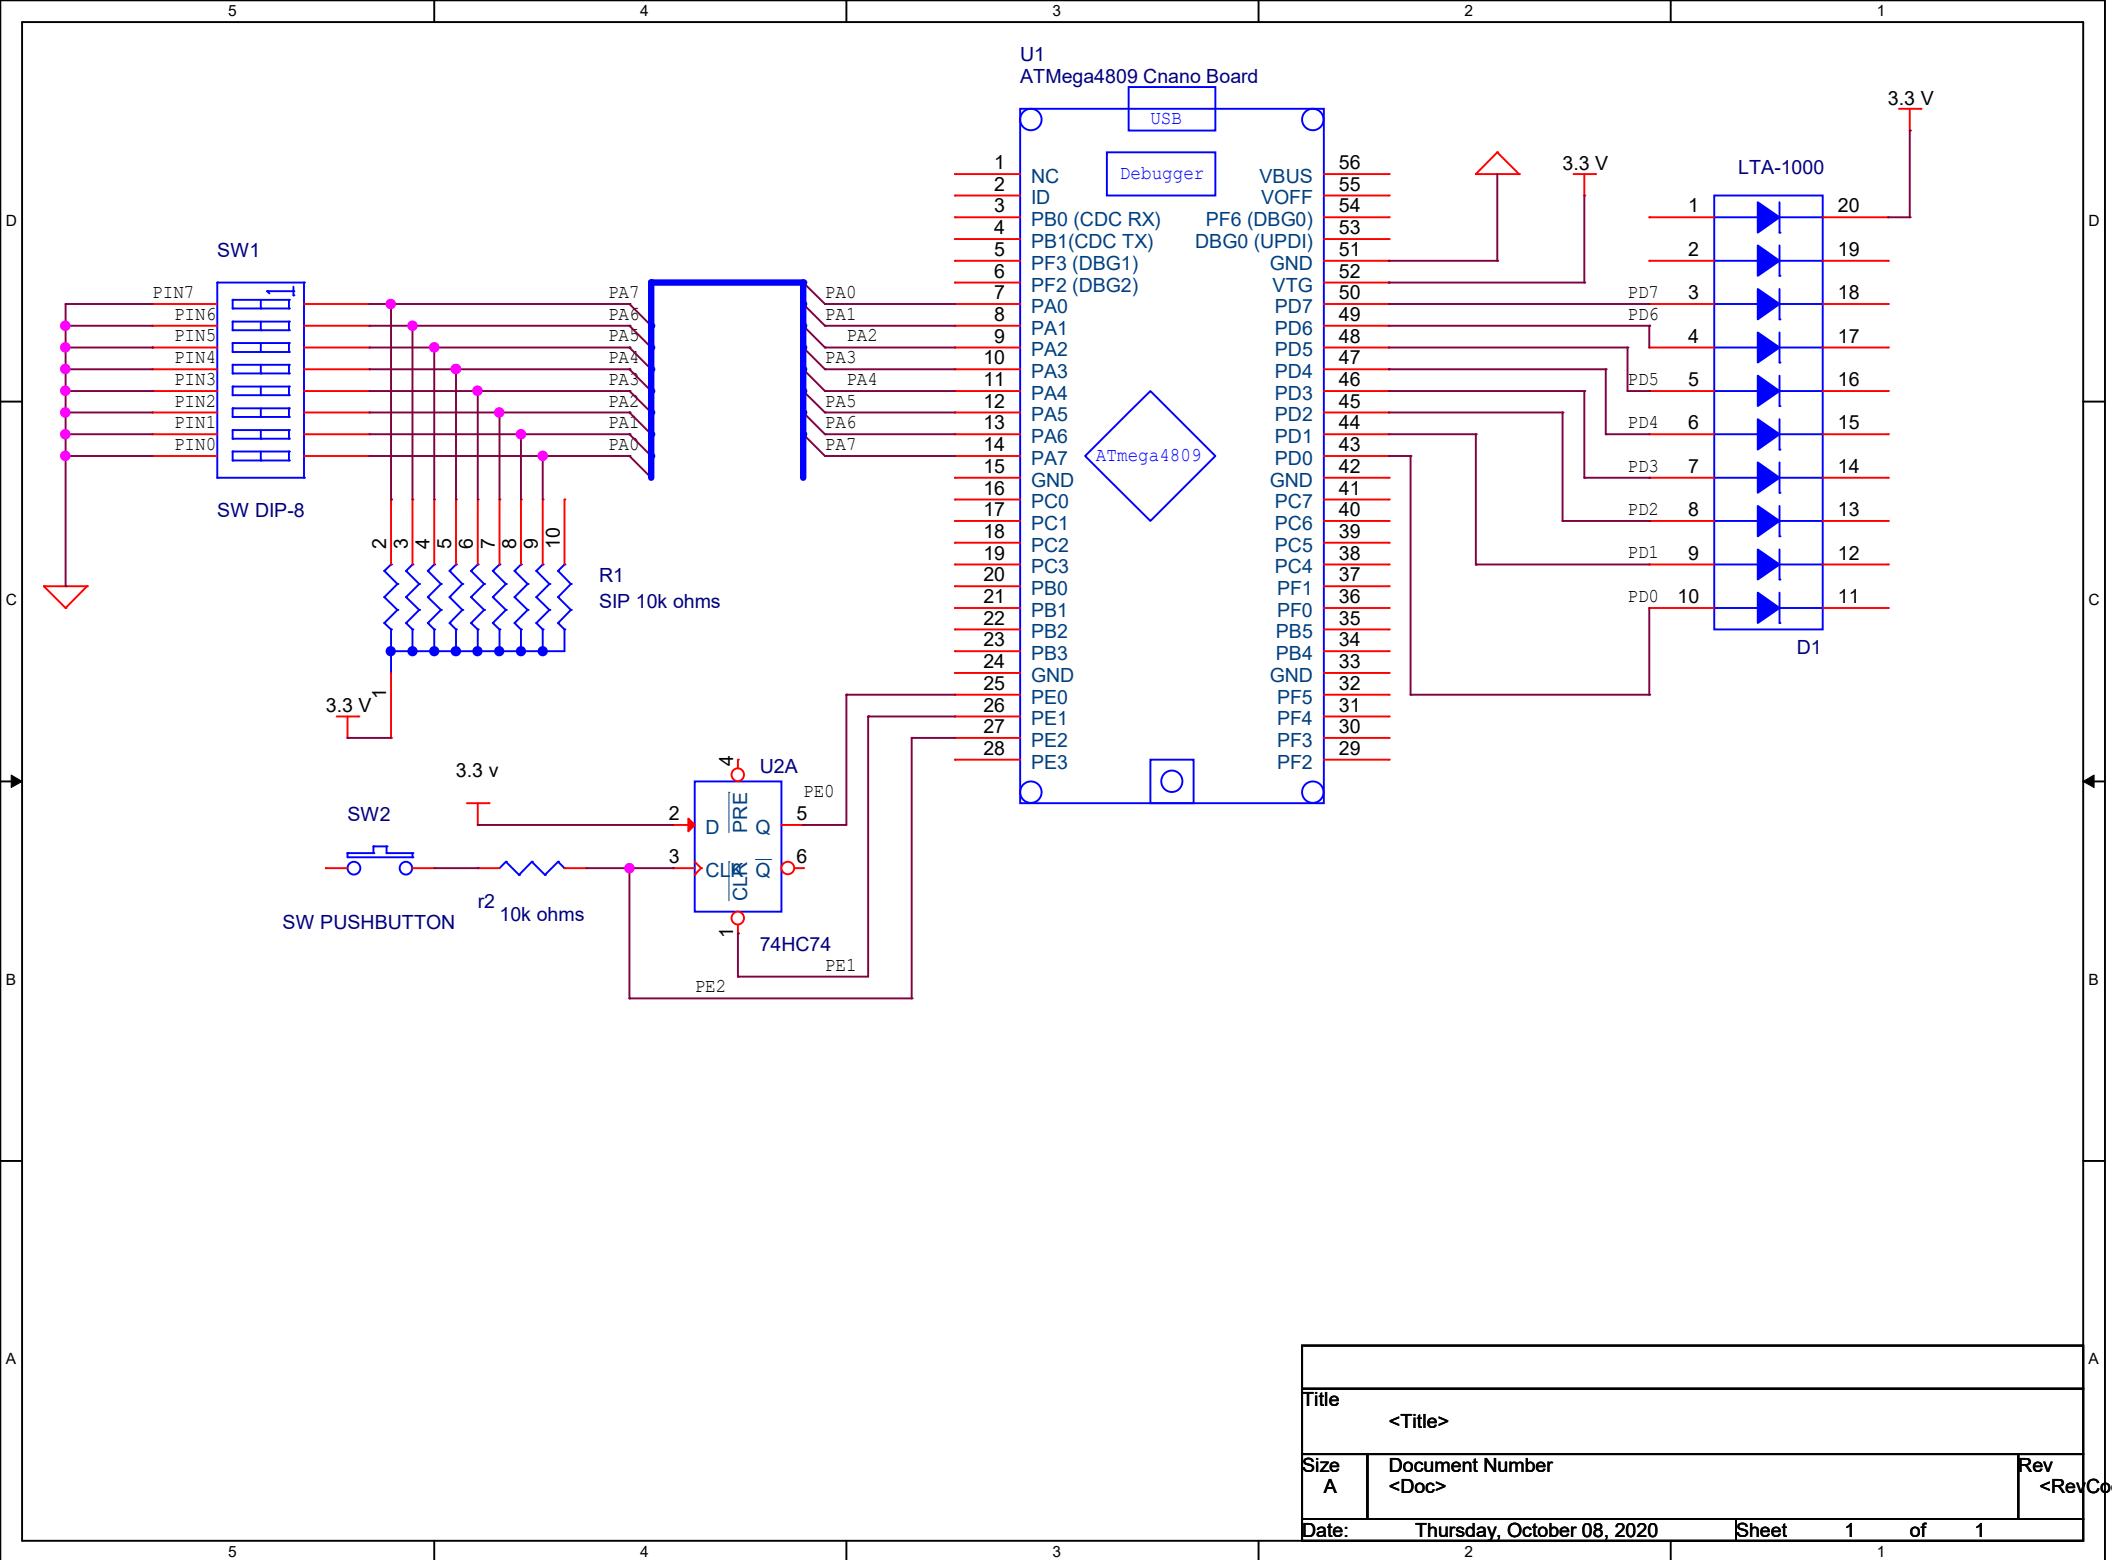 5 4 3 2 1
D
C
B
A
D
C
B
A
U1
ATMega4809 Cnano Board
USB
Debugger
ATmega4809
1 NC
2 ID
3 PB0 (CDC RX)
4 PB1(CDC TX)
5 PF3 (DBG1)
6 PF2 (DBG2)
7 PA0
8 PA1
9 PA2
10 PA3
11 PA4
12 PA5
13 PA6
14 PA7
15 GND
16 PC0
17 PC1
18 PC2
19 PC3
20 PB0
21 PB1
22 PB2
23 PB3
24 GND
25 PE0
26 PE1
27 PE2
28 PE3
VBUS 56
VOFF 55
PF6 (DBG0) 54
DBG0 (UPDI) 53
GND 51
VTG 52
PD7 50
PD6 49
PD5 48
PD4 47
PD3 46
PD2 45
PD1 44
PD0 43
GND 42
PC7 41
PC6 40
PC5 39
PC4 38
PF1 37
PF0 36
PB5 35
PB4 34
GND 33
PF5 32
PF4 31
PF3 30
PF2 29
SW1
1
PIN7
PIN6
PIN5
PIN4
PIN3
PIN2
PIN1
PIN0
SW DIP-8
PA7
PA6
PA5
PA4
PA3
PA2
PA1
PA0
PA0
PA1
PA2
PA3
PA4
PA5
PA6
PA7
2 3 4 5 6 7 8 9 10
R1
SIP 10k ohms
1
3.3 V
3.3 v
SW2
SW PUSHBUTTON
r2
10k ohms
U2A
4
2 D PRE Q 5
3 CLK CLR Q 6
1
74HC74
PE0
PE1
PE2
3.3 V
3.3 V
LTA-1000
1 20
2 19
PD7 3 18
PD6
4 17
PD5 5 16
PD4 6 15
PD3 7 14
PD2 8 13
PD1 9 12
PD0 10 11
D1
Title
<Title>
Size
A
Document Number
<Doc>
Rev
<RevCo
Date: Thursday, October 08, 2020 Sheet 1 of 1
5 4 3 2 1